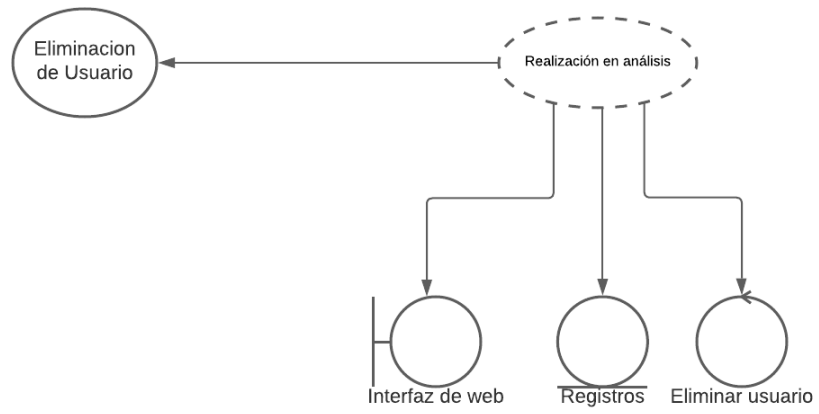 Eliminacion
de Usuario
Realización en análisis
Interfaz de web
Registros
Eliminar usuario